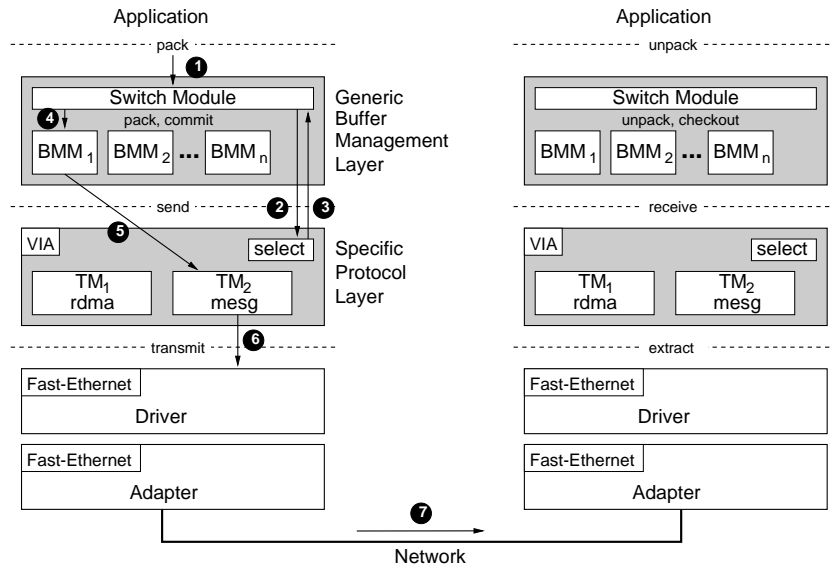 Application
pack
1
Switch Module
4
pack, commit
BMM1
BMM2
...
BMMn
Generic
Buffer
Management
Layer
send
2
3
5
VIA
select
TM1
rdma
TM2
mesg
Specific
Protocol
Layer
6
transmit
Fast-Ethernet
Driver
Fast-Ethernet
Adapter
7
Network
Application
unpack
Switch Module
unpack, checkout
BMM1
BMM2
...
BMMn
receive
VIA
select
TM1
rdma
TM2
mesg
extract
Fast-Ethernet
Driver
Fast-Ethernet
Adapter